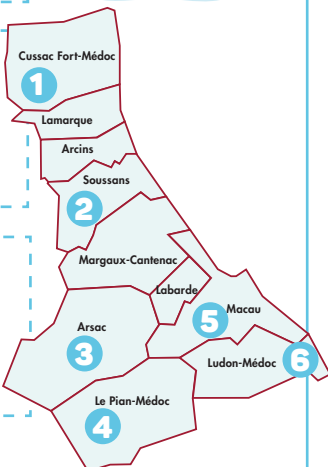 Cussac Fort-Médoc
1
Lamarque
Arcins
Soussans
2
Margaux-Cantenac
Labarde
Macau
5
Arsac
3
Ludon-Médoc
6
Le Pian-Médoc
4